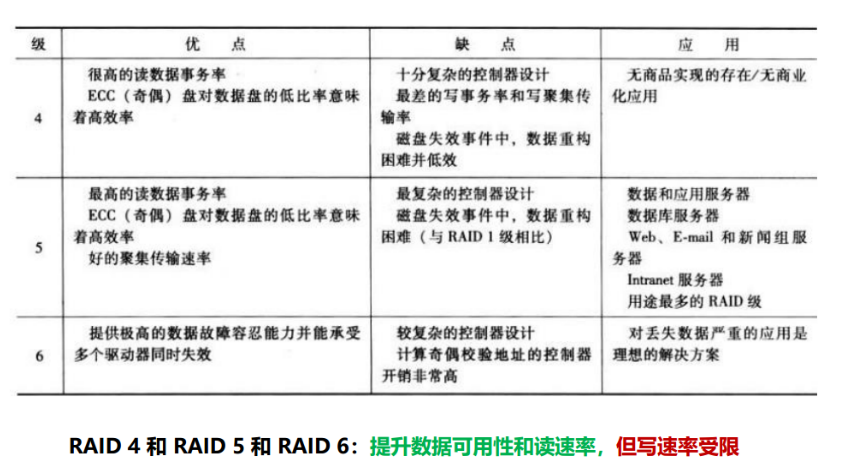 级 优 点 缺 点 应 用
4
很高的读数据事务率
ECC（奇偶）盘对数据盘的低比率意味
着高效率
十分复杂的控制器设计
最差的写事务率和写聚集传
输率
磁盘失效事件中，数据重构
困难并低效
无商品实现的存在/无商业
化应用
5
最高的读数据事务率
ECC（奇偶）盘对数据盘的低比率意味
着高效率
好的聚集传输速率
最复杂的控制器设计
磁盘失效事件中，数据重构
困难（与 RAID 1 级相比）
数据和应用服务器
数据库服务器
Web、E-mail 和新闻组服
务器
Intranet 服务器
用途最多的 RAID 级
6
提供极高的数据故障容忍能力并能承受
多个驱动器同时失效
较复杂的控制器设计
计算奇偶校验地址的控制器
开销非常高
对丢失数据严重的应用是
理想的解决方案
RAID 4 和 RAID 5 和 RAID 6：提升数据可用性和读速率，但写速率受限